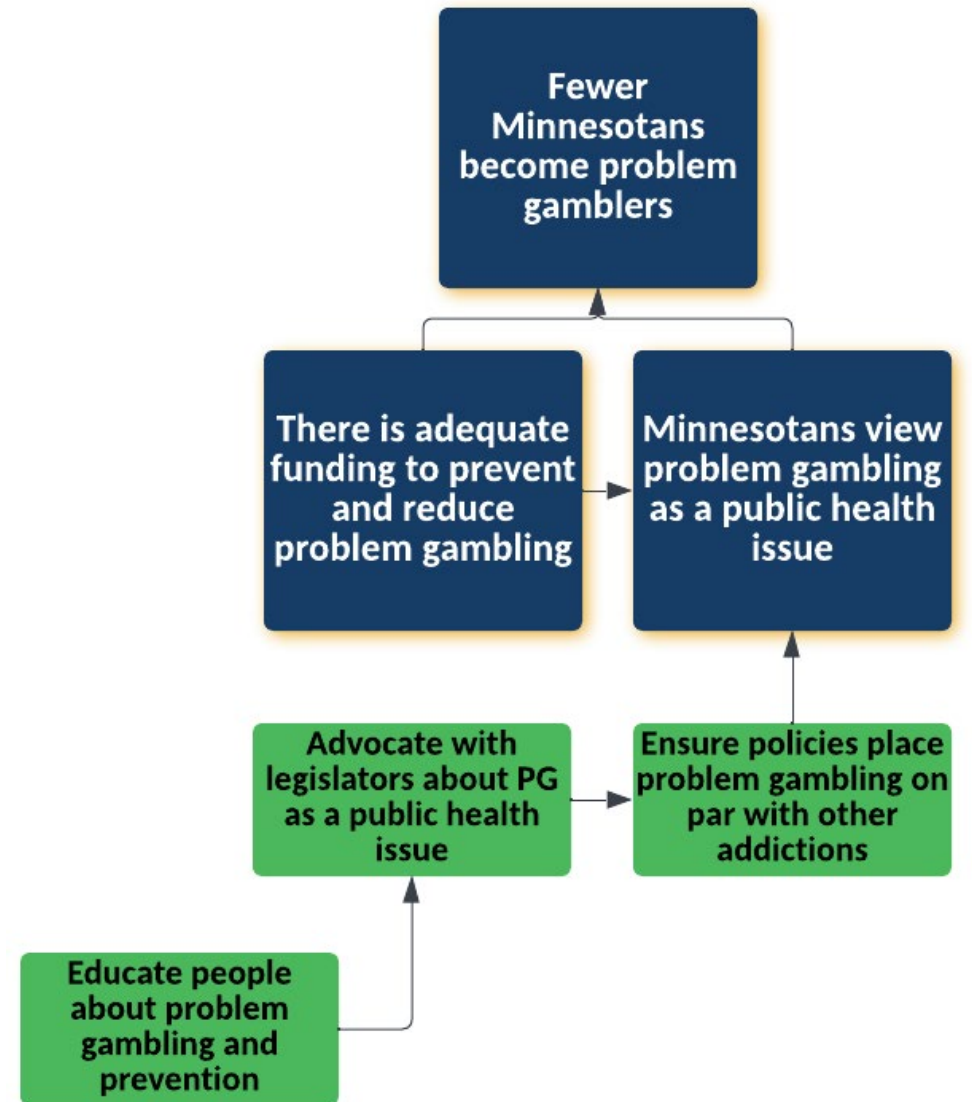 Fewer
Minnesotans
become problem
gamblers
There is adequate
funding to prevent
and reduce
problem gambling
Minnesotans view
problem gambling
as a public health
issue
Advocate with
legislators about PG
as a public health
issue
Ensure policies place
problem gambling on
par with other
addictions
Educate people
about problem
gambling and
prevention